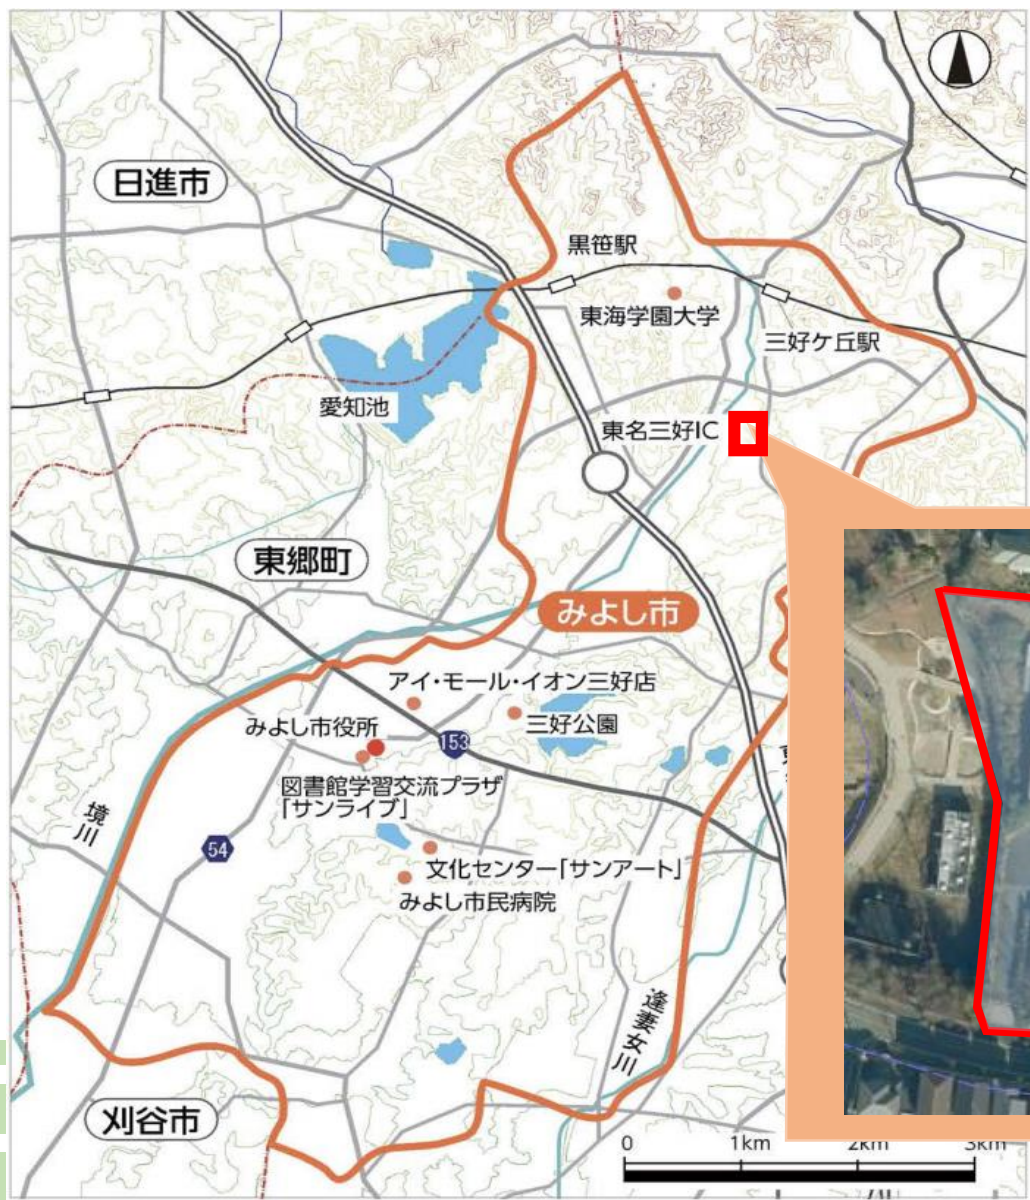 日進市
黒笹駅
東海学園大学
三好ケ丘駅
愛知池
東名三好IC
東郷町
みよし市
アイ・モール・イオン三好店
三好公園
みよし市役所
153
図書館学習交流プラザ
「サンライブ」
境川
54
文化センター「サンアート」
みよし市民病院
逢妻女川
刈谷市
0 1km 2km 3km